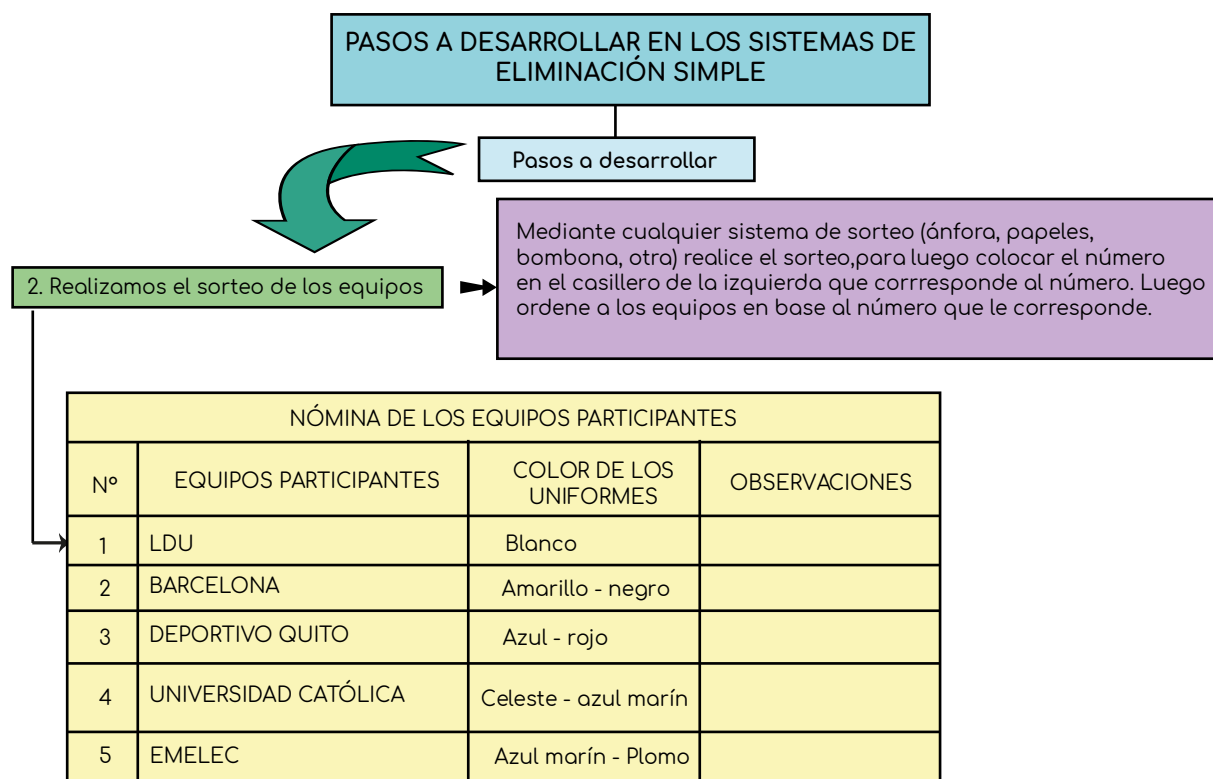 PASOS A DESARROLLAR EN LOS SISTEMAS DE
ELIMINACIÓN SIMPLE
Pasos a desarrollar
2. Realizamos el sorteo de los equipos
Mediante cualquier sistema de sorteo (ánfora, papeles,
bombona, otra) realice el sorteo,para luego colocar el número
en el casillero de la izquierda que corrresponde al número. Luego
ordene a los equipos en base al número que le corresponde.
NÓMINA DE LOS EQUIPOS PARTICIPANTES
Nº EQUIPOS PARTICIPANTES COLOR DE LOS UNIFORMES OBSERVACIONES
1 LDU Blanco
2 BARCELONA Amarillo - negro
3 DEPORTIVO QUITO Azul - rojo
4 UNIVERSIDAD CATÓLICA Celeste - azul marín
5 EMELEC Azul marín - Plomo